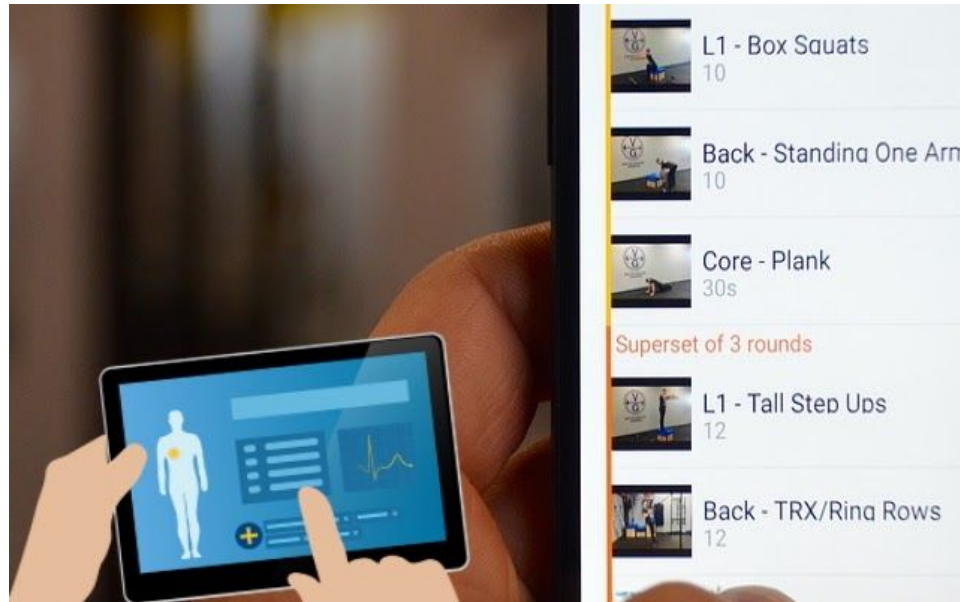 L1 - Box Squats
10
Back - Standing One Arm
10
Core - Plank
30s
Superset of 3 rounds
L1 - Tall Step Ups
12
Back - TRX/Ring Rows
12